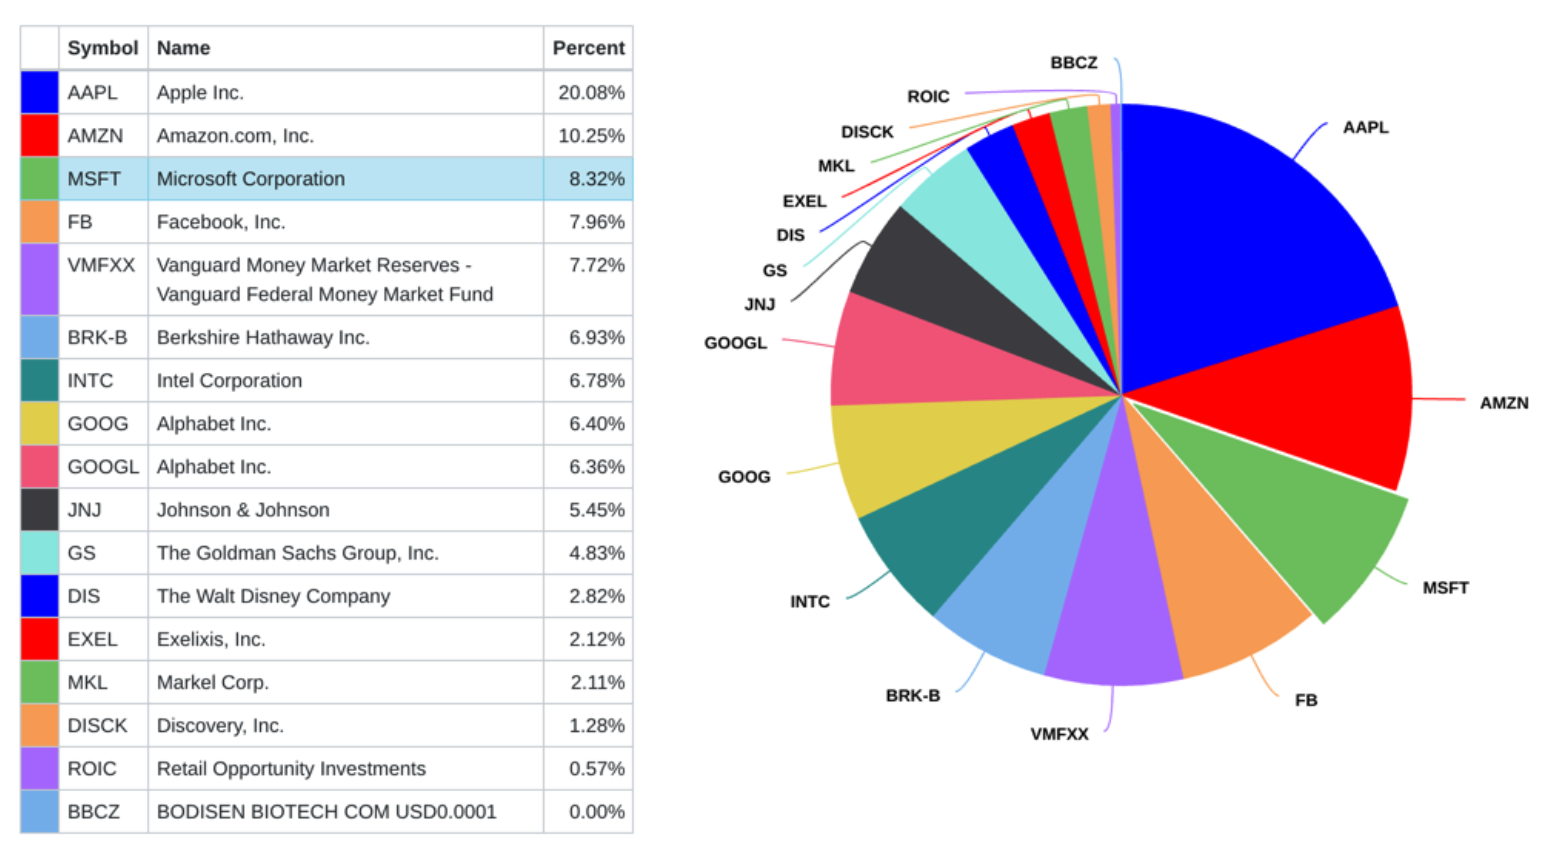 Symbol Name Percent
AAPL Apple Inc. 20.08%
AMZN Amazon.com, Inc. 10.25%
MSFT Microsoft Corporation 8.32%
FB Facebook, Inc. 7.96%
VMFXX Vanguard Money Market Reserves - 7.72%
Vanguard Federal Money Market Fund
BRK-B Berkshire Hathaway Inc. 6.93%
INTC Intel Corporation 6.78%
GOOG Alphabet Inc. 6.40%
GOOGL Alphabet Inc. 6.36%
JNJ Johnson & Johnson 5.45%
GS The Goldman Sachs Group, Inc. 4.83%
DIS The Walt Disney Company 2.82%
EXEL Exelixis, Inc. 2.12%
MKL Markel Corp. 2.11%
DISCK Discovery, Inc. 1.28%
ROIC Retail Opportunity Investments 0.57%
BBCZ BODISEN BIOTECH COM USD0.0001 0.00%
BBCZ
ROIC
DISCK
MKL
EXEL
DIS
GS
JNJ
GOOGL
GOOG
INTC
BRK-B
VMFXX
FB
MSFT
AMZN
AAPL